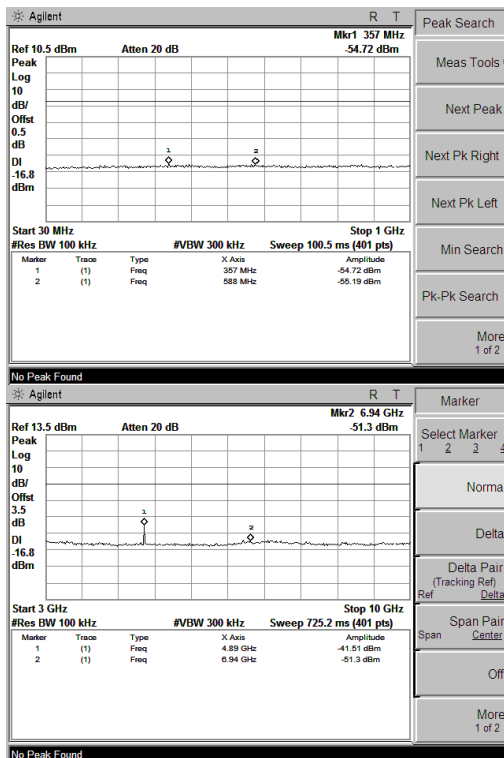 Agilent R T
Mkr1 357 MHz
Ref 10.5 dBm Atten 20 dB -54.72 dBm
Peak
Log
10
dB/
Offst
0.5
dB
DI
-16.8
dBm
1
2
Start 30 MHz Stop 1 GHz
#Res BW 100 kHz #VBW 300 kHz Sweep 100.5 ms (401 pts)
Marker Trace Type X Axis Amplitude
1 (1) Freq 357 MHz -54.72 dBm
2 (1) Freq 588 MHz -55.19 dBm
No Peak Found
Peak Search
Meas Tools
Next Peak
Next Pk Right
Next Pk Left
Min Search
Pk-Pk Search
More
1 of 2
Agilent R T
Mkr2 6.94 GHz
Ref 13.5 dBm Atten 20 dB -51.3 dBm
Peak
Log
10
dB/
Offst
3.5
dB
DI
-16.8
dBm
1
2
Start 3 GHz Stop 10 GHz
#Res BW 100 kHz #VBW 300 kHz Sweep 725.2 ms (401 pts)
Marker Trace Type X Axis Amplitude
1 (1) Freq 4.89 GHz -41.51 dBm
2 (1) Freq 6.94 GHz -51.3 dBm
No Peak Found
Marker
Select Marker
1 2 3 4
Norma
Delta
Delta Pair
(Tracking Ref)
Ref Delta
Span Pair
Span Center
Off
More
1 of 2